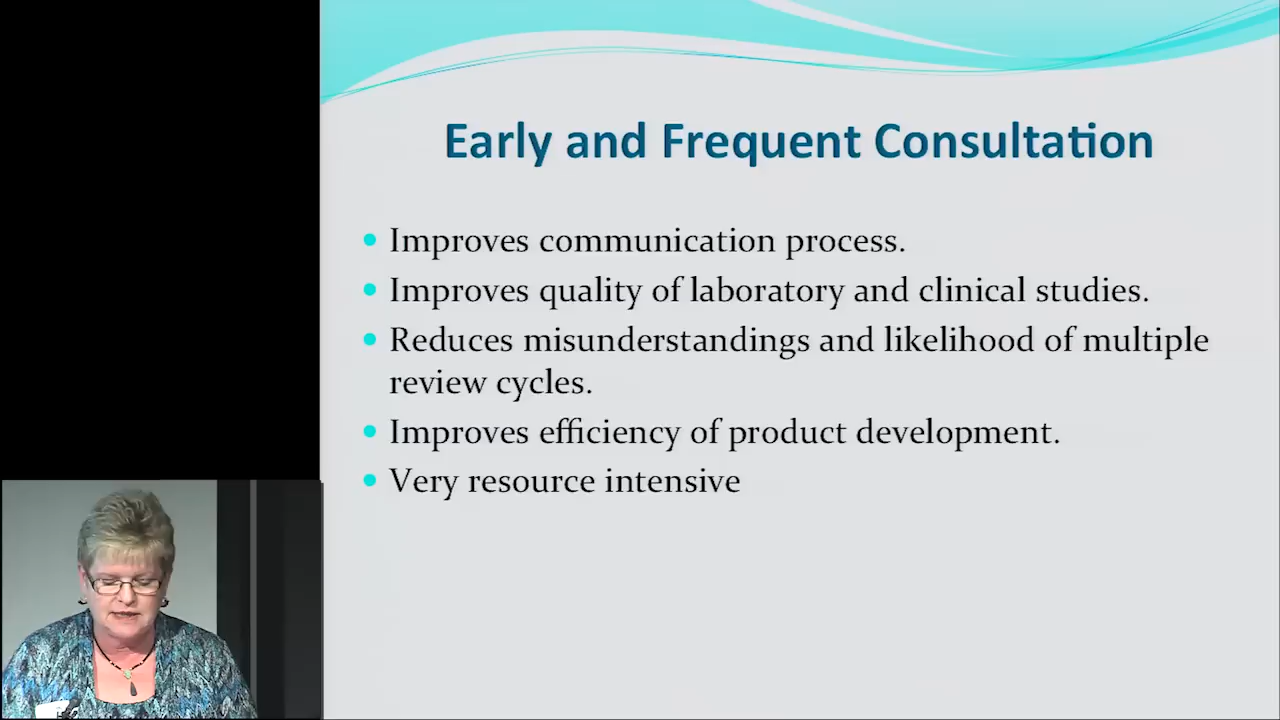 Early and Frequent Consultation
Improves communication process.
Improves quality of laboratory and clinical studies.
Reduces misunderstandings and likelihood of multiple
review cycles.
Improves efficiency of product development.
Very resource intensive